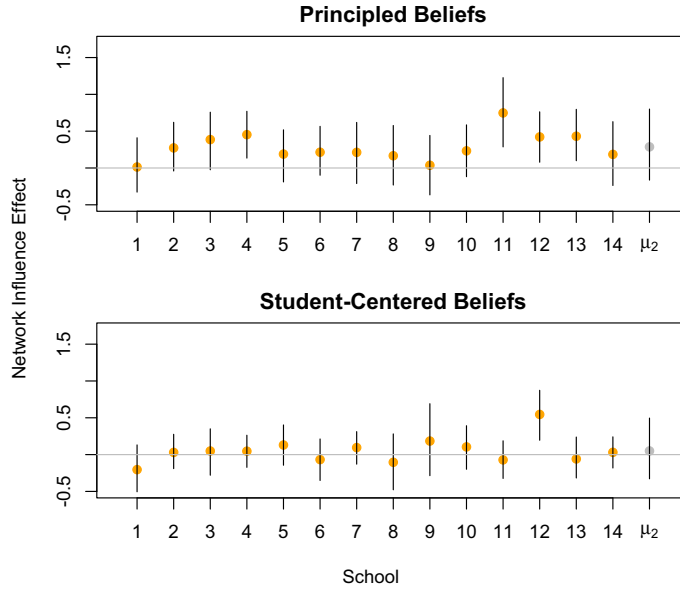 Principled Beliefs
1.5
0.5
-0.5
1 2 3 4 5 6 7 8 9 10 11 12 13 14 μ2
Network Influence Effect
Student-Centered Beliefs
1.5
0.5
-0.5
1 2 3 4 5 6 7 8 9 10 11 12 13 14 μ2
School